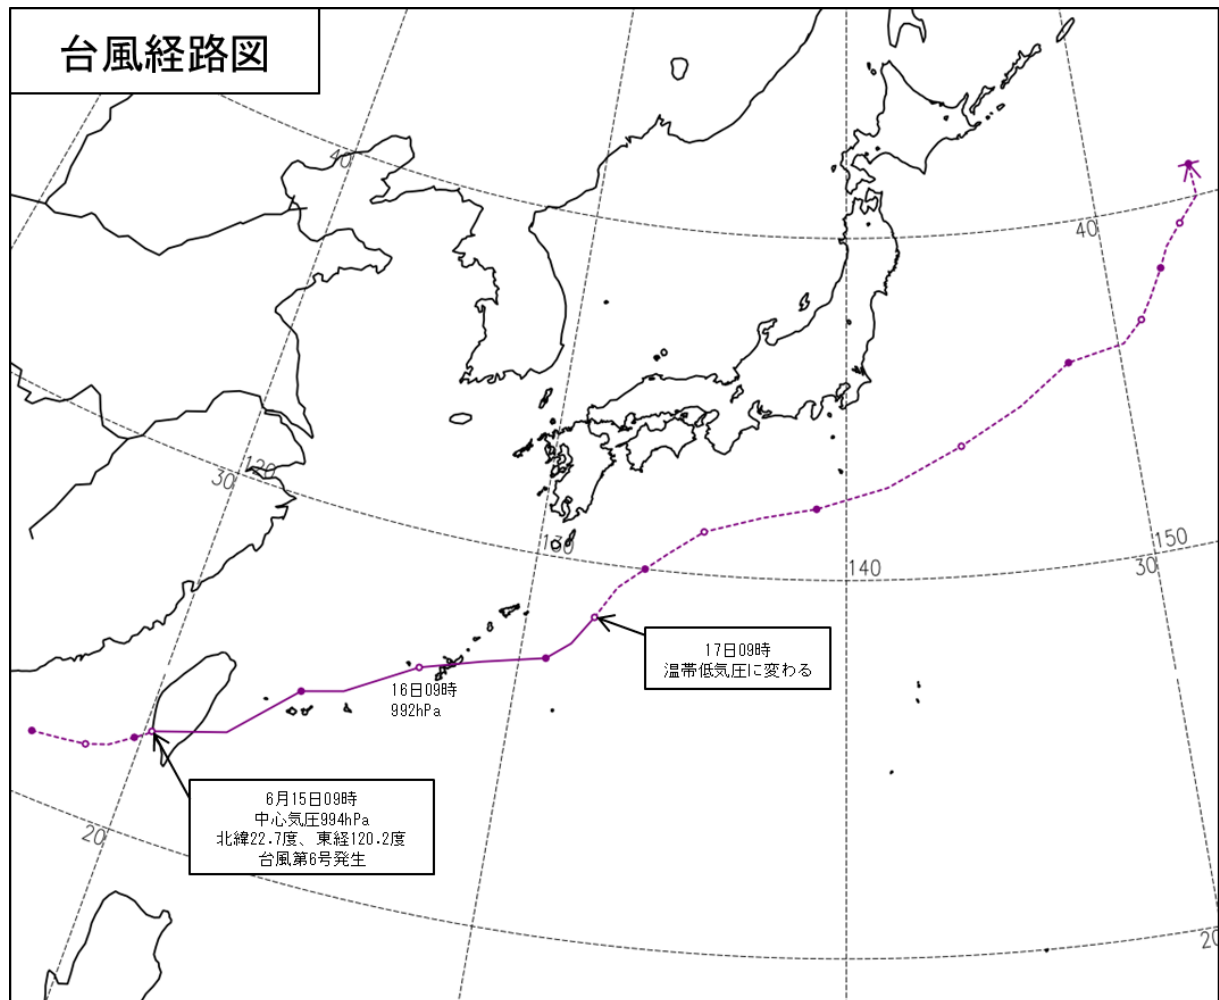 台風経路図
40
40
120
30
130
150
140
30
17日09時
温帯低気圧に変わる
16日09時
992hPa
6月15日09時
中心気圧994hPa
北緯22.7度、東経120.2度
台風第6号発生
20
20